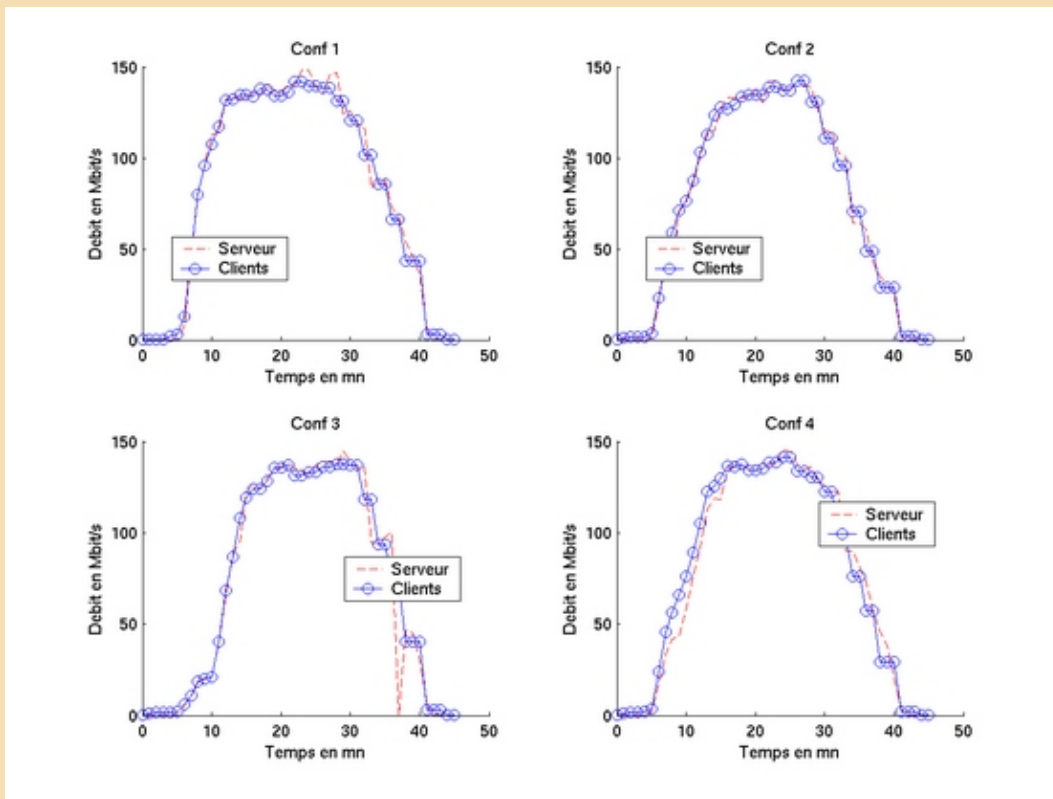 Conf 1
150
100
50
0
Debit en Mbit/s
Serveur
Clients
0 10 20 30 40 50
Temps en mn
Conf 2
150
100
50
0
Debit en Mbit/s
Serveur
Clients
0 10 20 30 40 50
Temps en mn
Conf 3
150
100
50
0
Debit en Mbit/s
Serveur
Clients
0 10 20 30 40 50
Temps en mn
Conf 4
150
100
50
0
Debit en Mbit/s
Serveur
Clients
0 10 20 30 40 50
Temps en mn